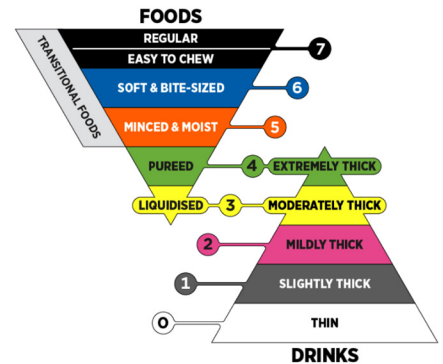 FOODS
REGULAR
7
EASY TO CHEW
TRANSITIONAL FOODS
SOFT & BITE-SIZED
6
MINCED & MOIST
5
PUREED
4
EXTREMELY THICK
LIQUIDISED
3
MODERATELY THICK
2
MILDLY THICK
1
SLIGHTLY THICK
0
THIN
DRINKS